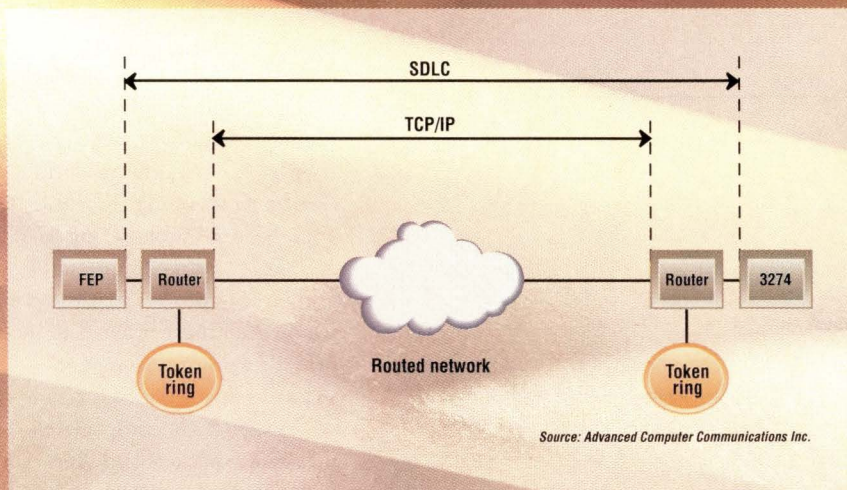 SDLC
TCP/IP
FEP
Router
Router
3274
Token
ring
Routed network
Token
ring
Source: Advanced Computer Communications Inc.